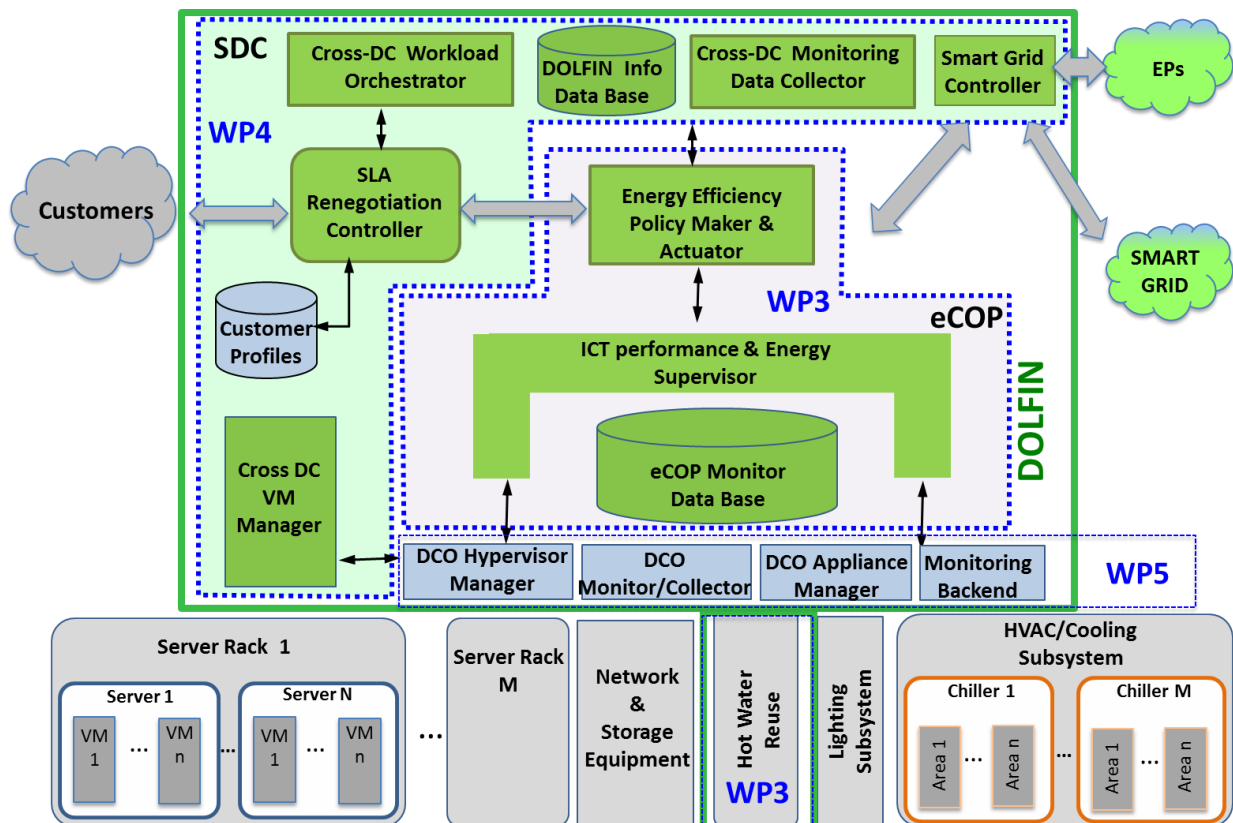 SDC
Cross-DC Workload
Orchestrator
DOLFIN Info
Data Base
Cross-DC Monitoring
Data Collector
Smart Grid
Controller
EPs
WP4
Customers
SLA
Renegotiation
Controller
Energy Efficiency
Policy Maker &
Actuator
SMART
GRID
WP3
eCOP
Customer
Profiles
ICT performance & Energy
Supervisor
DOLFIN
Cross DC
VM
Manager
eCOP Monitor
Data Base
DCO Hypervisor
Manager
DCO
Monitor/Collector
DCO Appliance
Manager
Monitoring
Backend
WP5
Server Rack 1
Server 1
VM
1
...
VM
n
...
Server N
VM
1
...
VM
n
...
Server Rack
M
Network
&
Storage
Equipment
Hot Water
Reuse
WP3
Lighting
Subsystem
HVAC/Cooling
Subsystem
Chiller 1
Area 1
...
Area n
...
Chiller M
Area 1
...
Area n